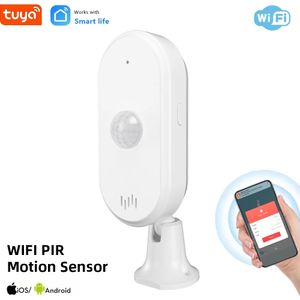 tuya
Works with
Smart life
WiFi
WIFI PIR
Motion Sensor
iOS/ Android